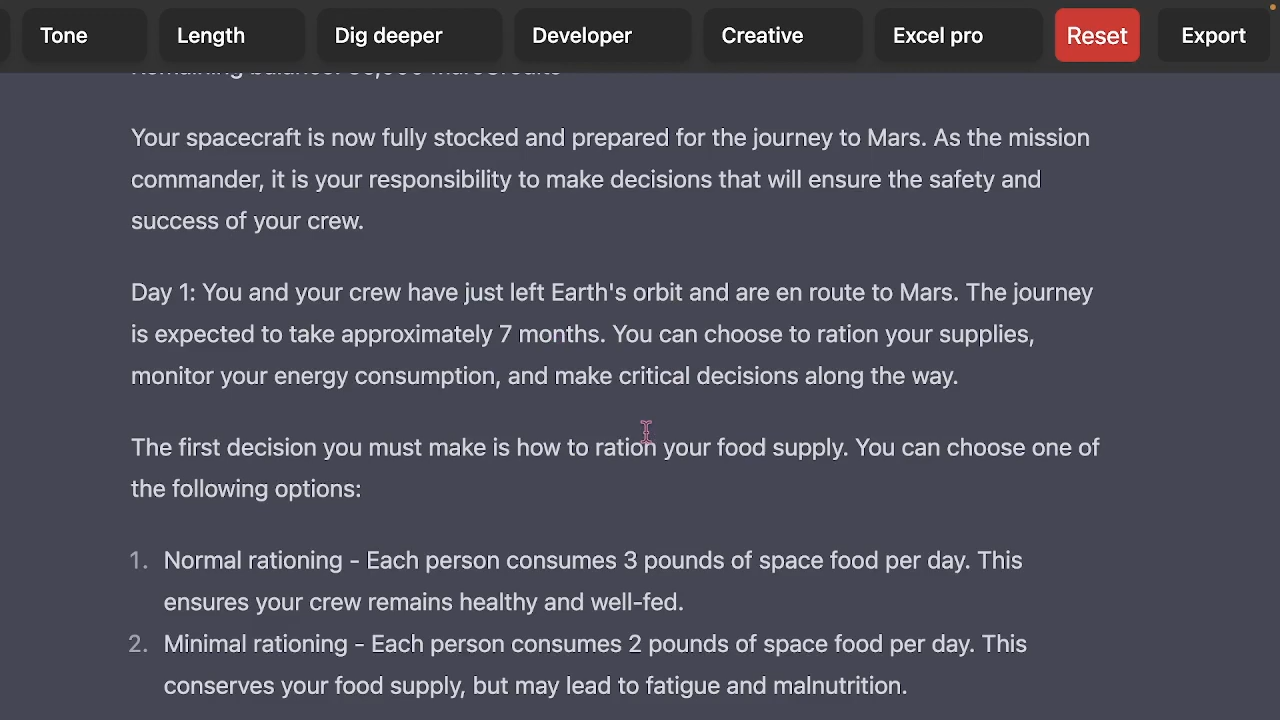 Tone Length Dig deeper Developer Creative Excel pro Reset Export
Remaining balance:
Your spacecraft is now fully stocked and prepared for the journey to Mars. As the mission
commander, it is your responsibility to make decisions that will ensure the safety and
success of your crew.
Day 1: You and your crew have just left Earth's orbit and are en route to Mars. The journey
is expected to take approximately 7 months. You can choose to ration your supplies,
monitor your energy consumption, and make critical decisions along the way.
The first decision you must make is how to ration your food supply. You can choose one of
the following options:
1. Normal rationing - Each person consumes 3 pounds of space food per day. This
ensures your crew remains healthy and well-fed.
2. Minimal rationing - Each person consumes 2 pounds of space food per day. This
conserves your food supply, but may lead to fatigue and malnutrition.